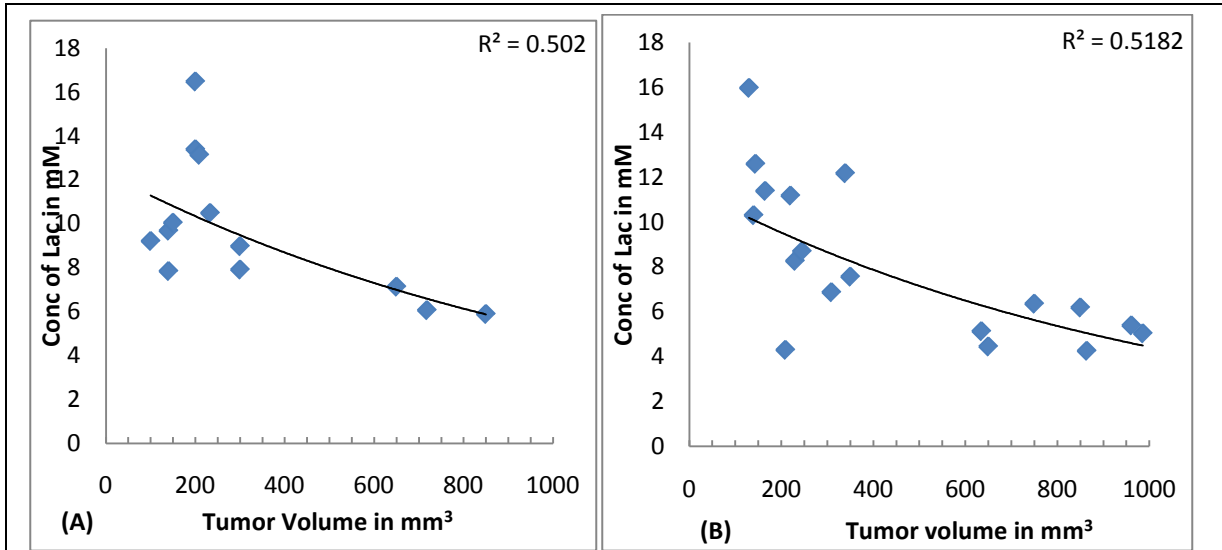 R² = 0.502
18
16
14
12
10
8
6
4
2
0
Conc of Lac in mM
0 200 400 600 800 1000
(A) Tumor Volume in mm³
R² = 0.5182
18
16
14
12
10
8
6
4
2
0
Conc of Lac in mM
0 200 400 600 800 1000
(B) Tumor volume in mm³